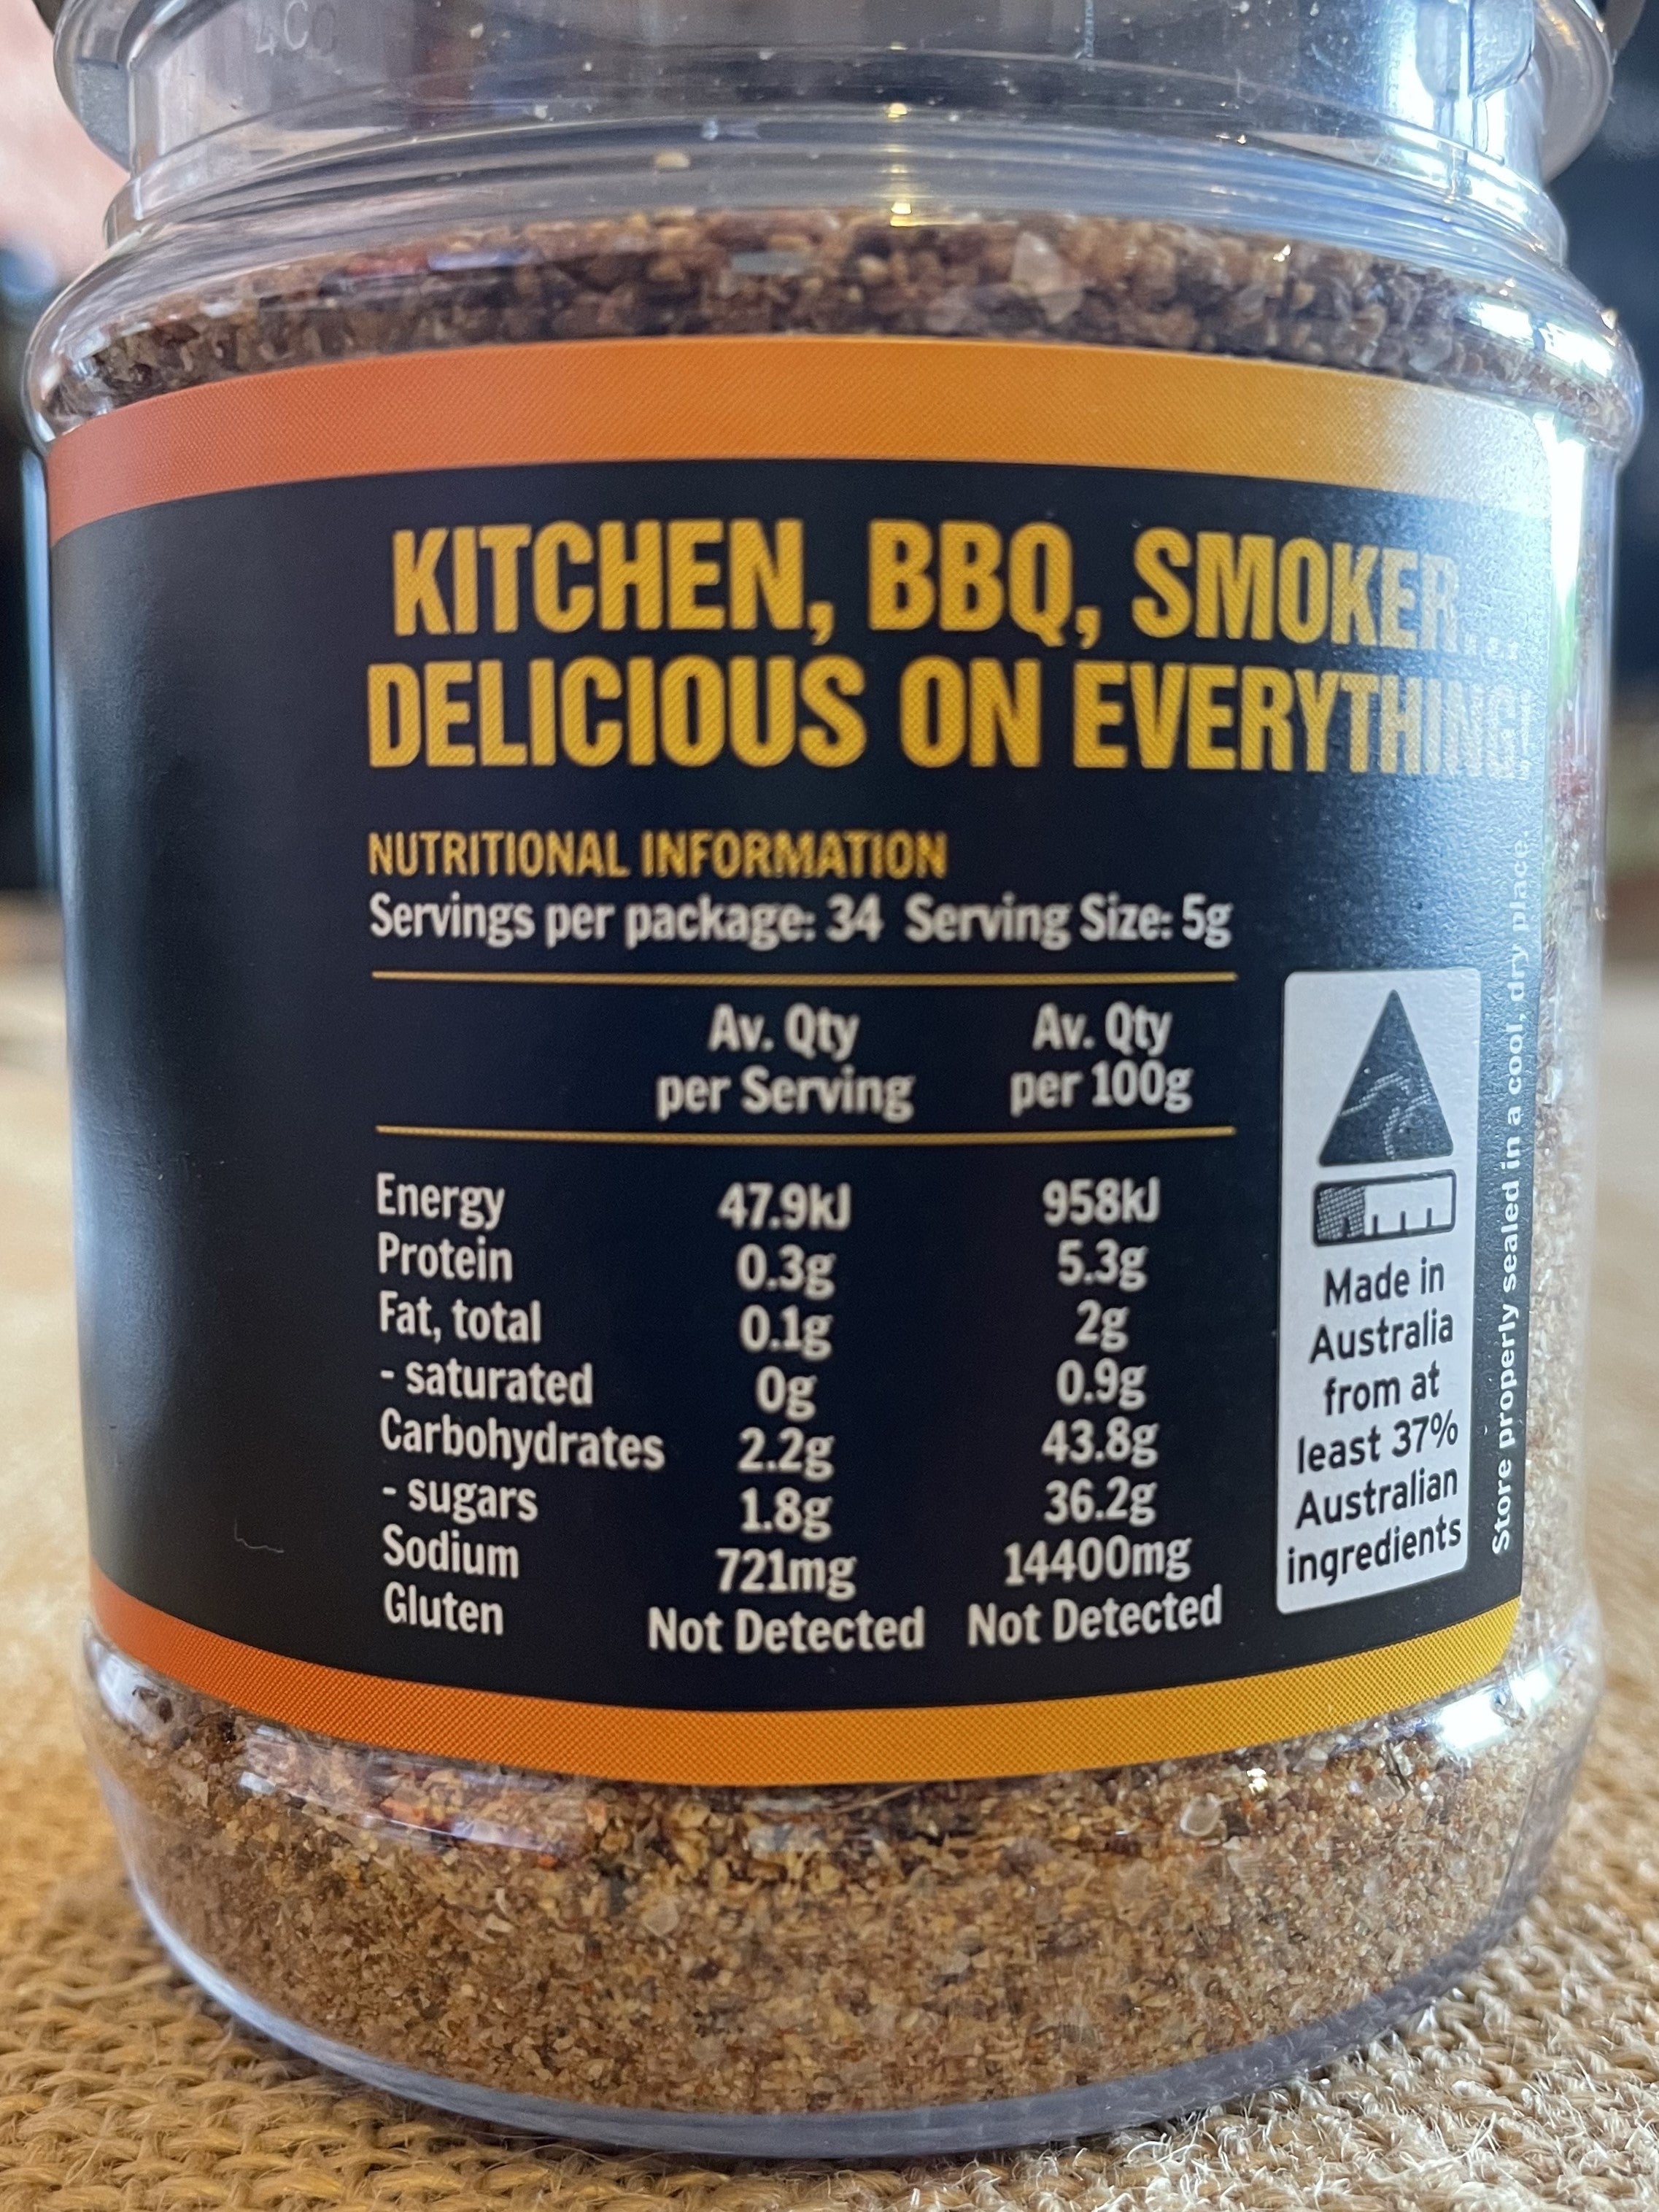 KITCHEN, BBQ, SMOKER...
DELICIOUS ON EVERYTHING!
NUTRITIONAL INFORMATION
Servings per package: 34 Serving Size: 5g
Av. Qty per Serving Av. Qty per 100g
Energy 47.9kJ 958kJ
Protein 0.3g 5.3g
Fat, total 0.1g 2g
- saturated 0g 0.9g
Carbohydrates 2.2g 43.8g
- sugars 1.8g 36.2g
Sodium 721mg 14400mg
Gluten Not Detected Not Detected
Made in
Australia
from at
least 37%
Australian
ingredients
Store properly sealed in a cool, dry place.